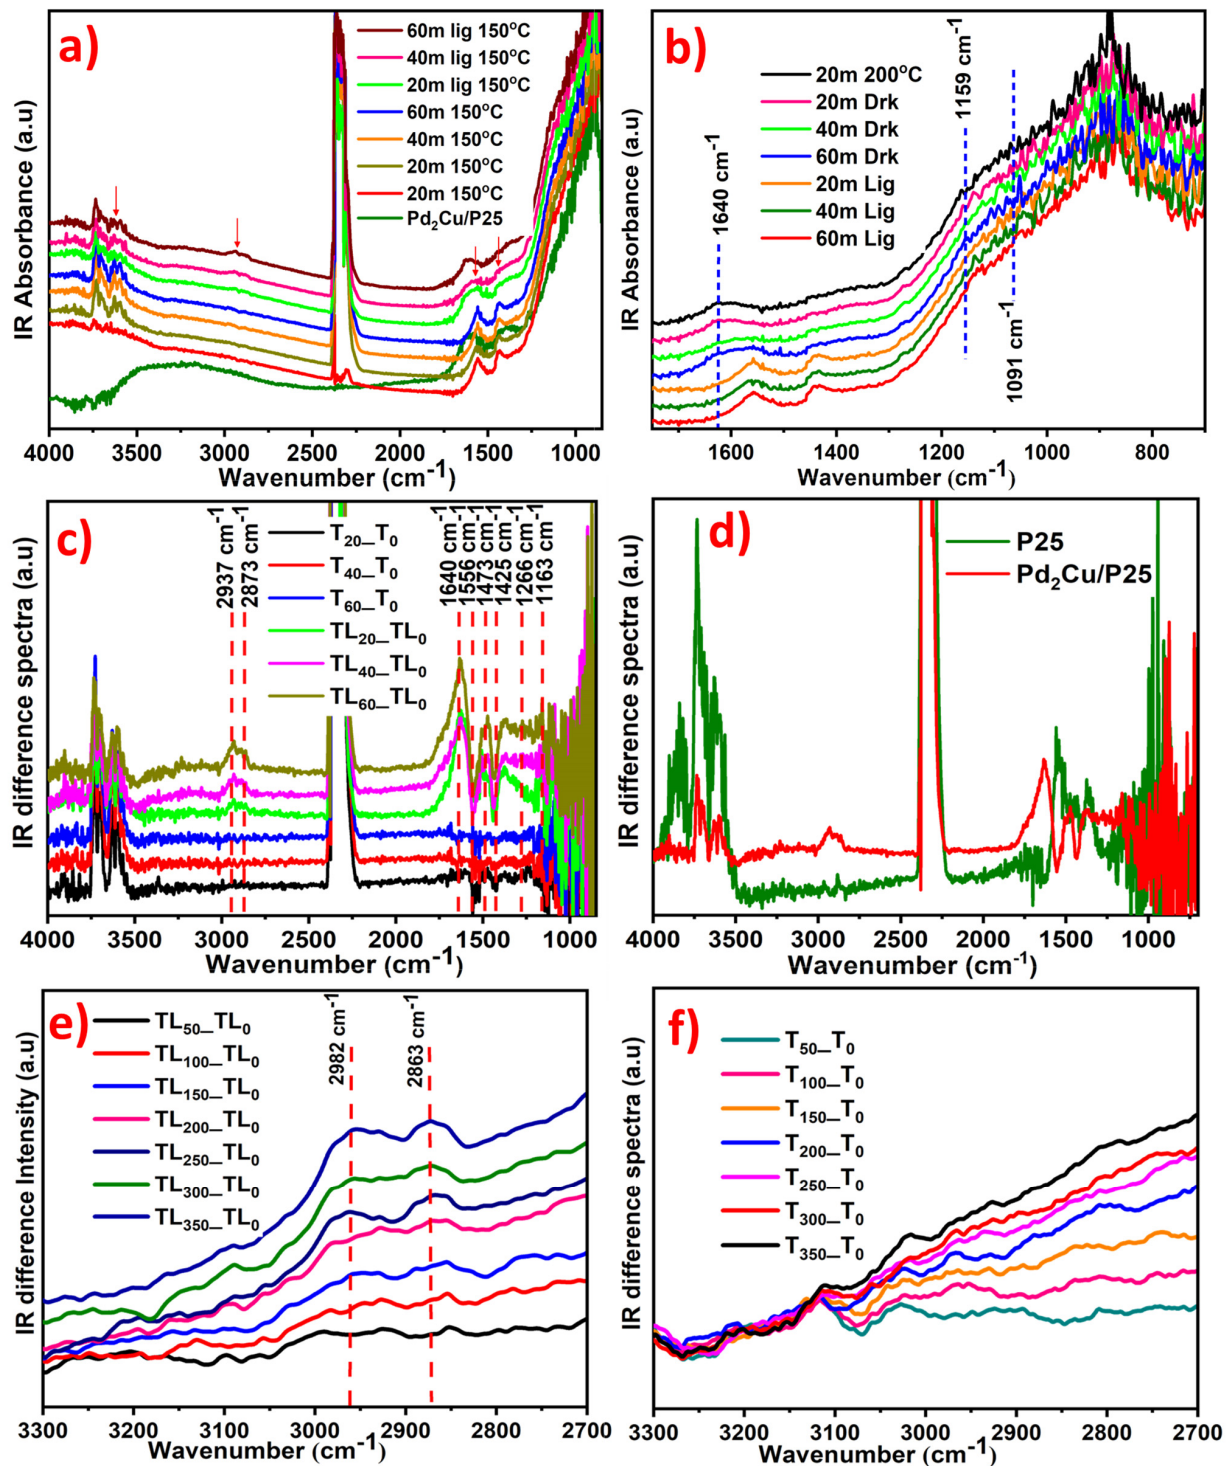 a)
60m lig 150°C
40m lig 150°C
20m lig 150°C
60m 150°C
40m 150°C
20m 150°C
20m 150°C
Pd₂Cu/P25
IR Absorbance (a.u)
4000 3500 3000 2500 2000 1500 1000
Wavenumber (cm⁻¹)
b)
20m 200°C
20m Drk
40m Drk
60m Drk
20m Lig
40m Lig
60m Lig
1640 cm⁻¹
1159 cm⁻¹
1091 cm⁻¹
IR Absorbance (a.u)
1600 1400 1200 1000 800
Wavenumber (cm⁻¹)
c)
T₂₀_T₀
T₄₀_T₀
T₆₀_T₀
TL₂₀_TL₀
TL₄₀_TL₀
TL₆₀_TL₀
2937 cm⁻¹
2873 cm⁻¹
1640 cm⁻¹
1556 cm⁻¹
1473 cm⁻¹
1425 cm⁻¹
1266 cm⁻¹
1163 cm⁻¹
IR difference spectra (a.u)
4000 3500 3000 2500 2000 1500 1000
Wavenumber (cm⁻¹)
d)
P25
Pd₂Cu/P25
IR difference spectra (a.u)
4000 3500 3000 2500 2000 1500 1000
Wavenumber (cm⁻¹)
e)
TL₅₀_TL₀
TL₁₀₀_TL₀
TL₁₅₀_TL₀
TL₂₀₀_TL₀
TL₂₅₀_TL₀
TL₃₀₀_TL₀
TL₃₅₀_TL₀
2982 cm⁻¹
2863 cm⁻¹
IR difference Intensity (a.u)
3300 3200 3100 3000 2900 2800 2700
Wavenumber (cm⁻¹)
f)
T₅₀_T₀
T₁₀₀_T₀
T₁₅₀_T₀
T₂₀₀_T₀
T₂₅₀_T₀
T₃₀₀_T₀
T₃₅₀_T₀
IR difference spectra (a.u)
3300 3200 3100 3000 2900 2800 2700
Wavenumber (cm⁻¹)